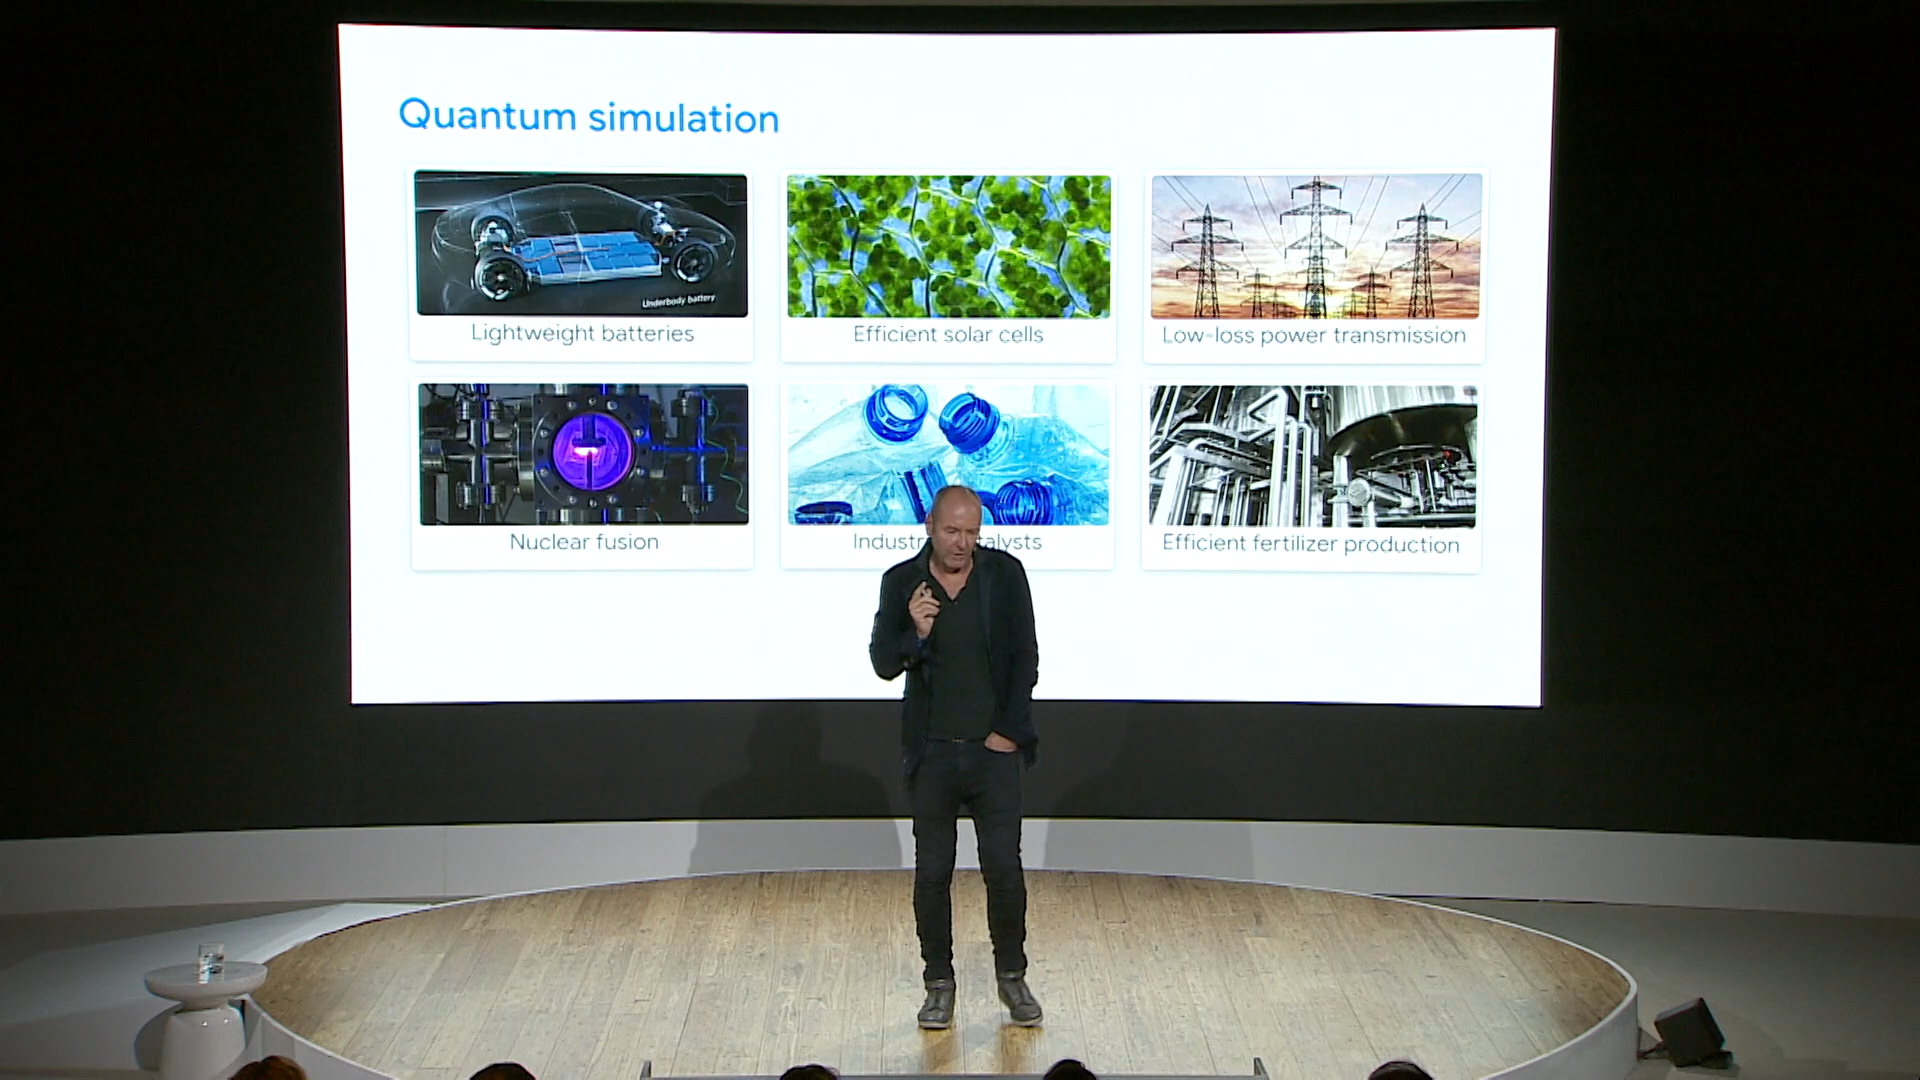 Quantum simulation
Underbody battery
Lightweight batteries
Efficient solar cells
Low-loss power transmission
Nuclear fusion
Efficient fertilizer production